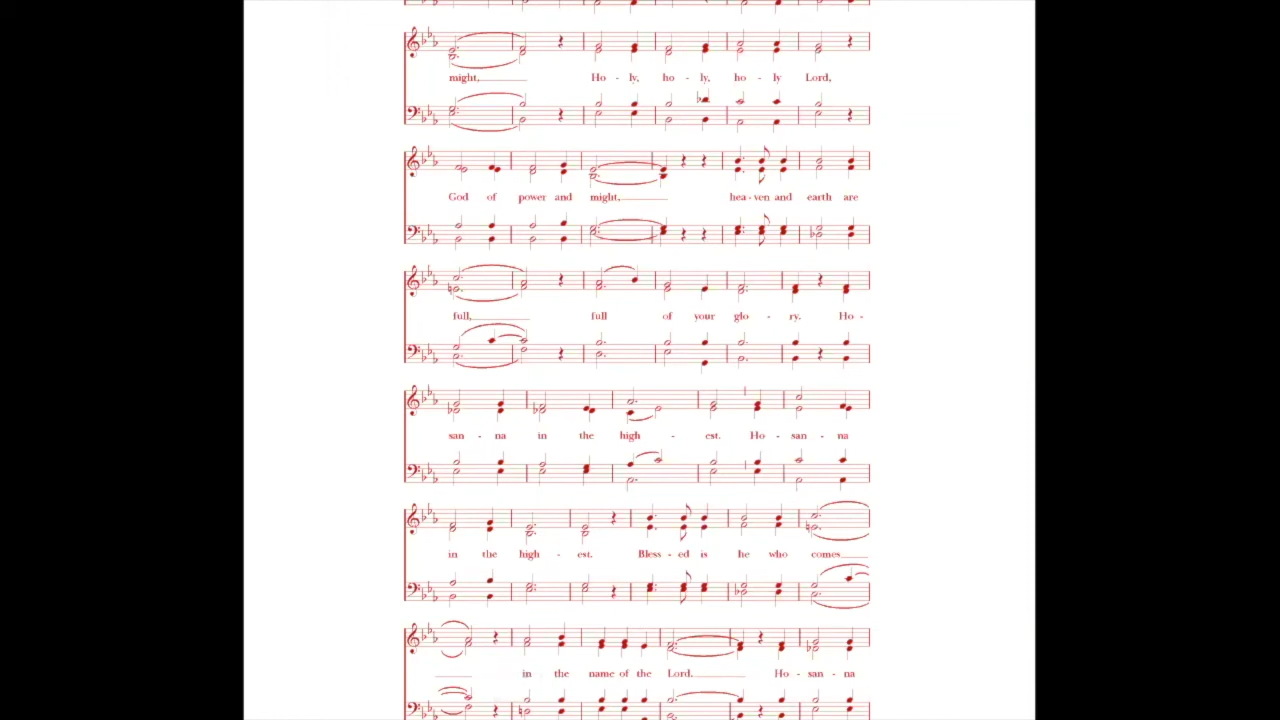 might, Ho - ly, ho - ly, ho - ly Lord,
God of power and might, hea - ven and earth are
full, full of your glo - ry. Ho -
san - na in the high - est. Ho - san - na
in the high - est. Bless - ed is he who comes
in the name of the Lord. Ho - san - na